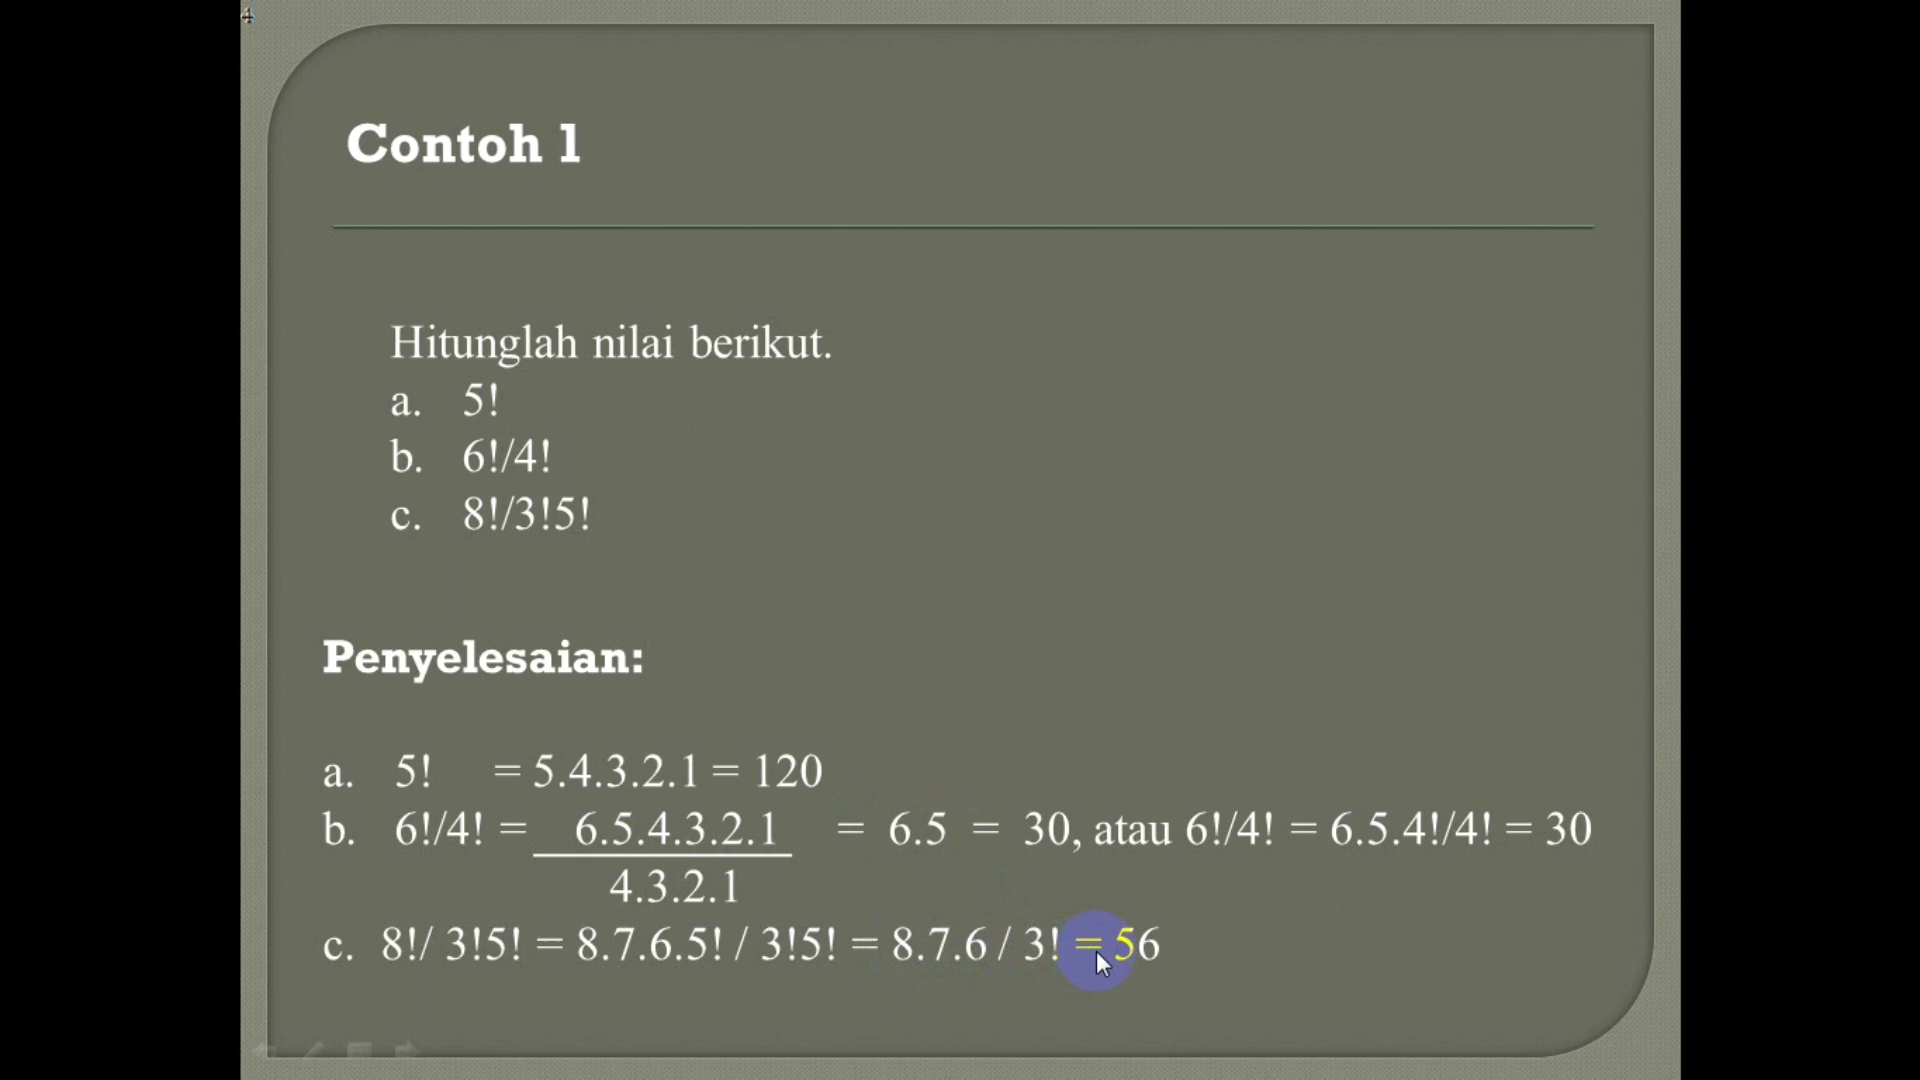 4
Contoh 1
Hitunglah nilai berikut.
a. 5!
b. 6!/4!
c. 8!/3!5!
Penyelesaian:
a. 5! = 5.4.3.2.1 = 120
b. 6!/4! = 6.5.4.3.2.1 = 6.5 = 30, atau 6!/4! = 6.5.4!/4! = 30
4.3.2.1
c. 8!/ 3!5! = 8.7.6.5! / 3!5! = 8.7.6 / 3! = 56